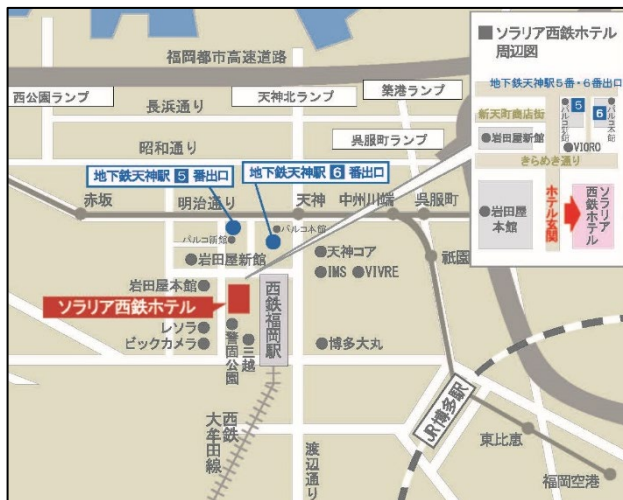 福岡都市高速道路
西公園ランプ
天神北ランプ
築港ランプ
長浜通り
呉服町ランプ
昭和通り
地下鉄天神駅 5 番出口
地下鉄天神駅 6 番出口
赤坂
明治通り
天神
中州川端
呉服町
パルコ本館
パルコ新館
岩田屋新館
天神コア
祇園
岩田屋本館
IMS
VIVRE
ソラリア西鉄ホテル
西鉄福岡駅
レソラ
ビックカメラ
警固公園
三越
博多大丸
JR博多駅
西鉄
大牟田線
渡辺通り
東比恵
福岡空港
ソラリア西鉄ホテル
周辺図
地下鉄天神駅5番・6番出口
新天町商店街
パルコ新館
5
6
パルコ本館
岩田屋新館
VIORO
きらめき通り
岩田屋
本館
ホテル玄関
ソラリア
西鉄ホテル